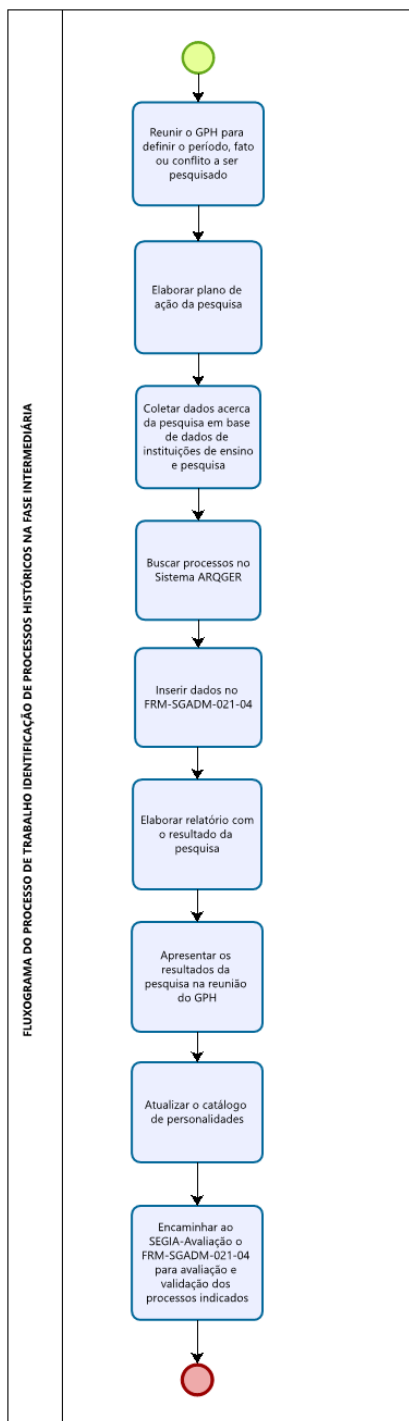 FLUXOGRAMA DO PROCESSO DE TRABALHO IDENTIFICAÇÃO DE PROCESSOS HISTÓRICOS NA FASE INTERMEDIÁRIA
Reunir o GPH para
definir o período, fato
ou conflito a ser
pesquisado
Elaborar plano de
ação da pesquisa
Coletar dados acerca
da pesquisa em base
de dados de
instituições de ensino
e pesquisa
Buscar processos no
Sistema ARQGER
Inserir dados no
FRM-SGADM-021-04
Elaborar relatório com
o resultado da
pesquisa
Apresentar os
resultados da
pesquisa na reunião
do GPH
Atualizar o catálogo
de personalidades
Encaminhar ao
SEGIA-Avaliação o
FRM-SGADM-021-04
para avaliação e
validação dos
processos indicados